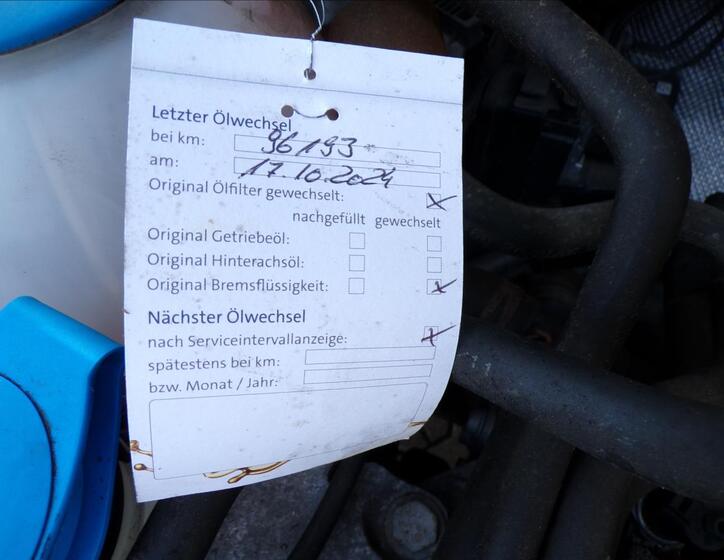 Letzter Ölwechsel
bei km: 96193
am: 17.10.2024
Original Ölfilter gewechselt: x
nachgefüllt gewechselt
Original Getriebeöl:
Original Hinterachsöl:
Original Bremsflüssigkeit: x
Nächster Ölwechsel
nach Serviceintervallanzeige: x
spätestens bei km:
bzw. Monat / Jahr: